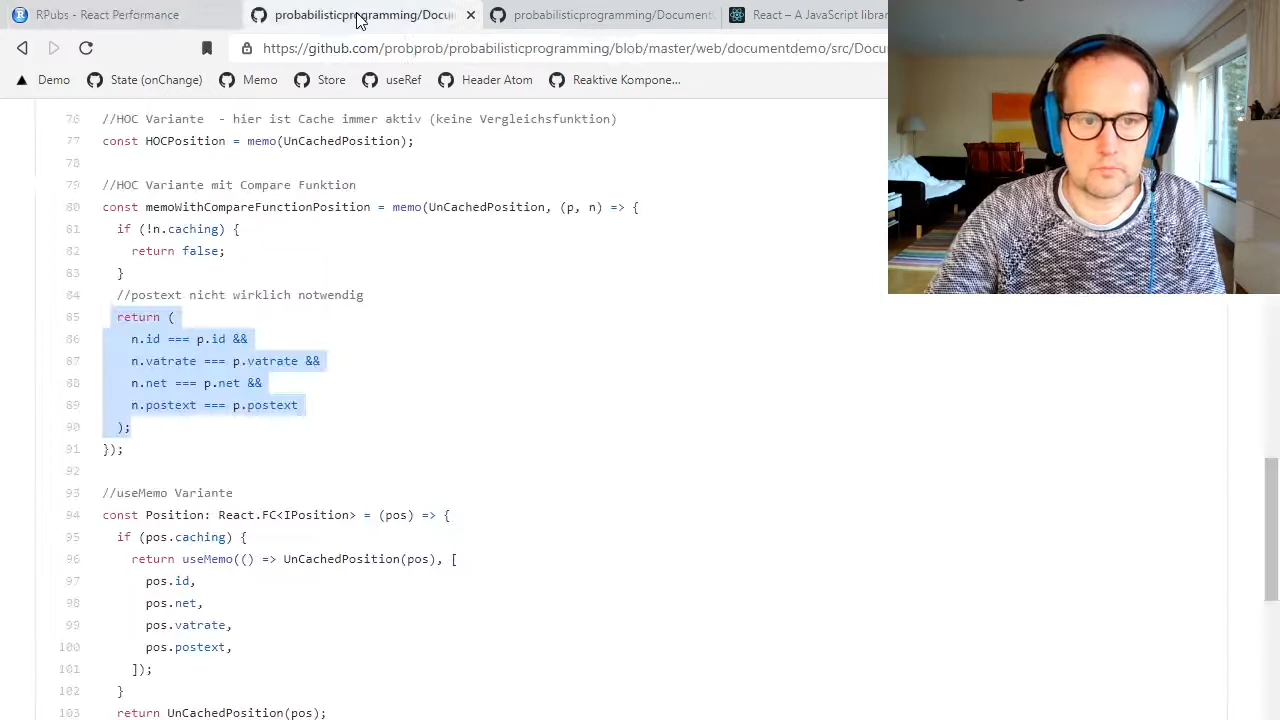 RPubs - React Performance
probabilisticprogramming/Docu
probabilisticprogramming/Document
React – A JavaScript librar
https://github.com/probprob/probabilisticprogramming/blob/master/web/documentdemo/src/Docu
Demo
State (onChange)
Memo
Store
useRef
Header Atom
Reaktive Kompone...
76 //HOC Variante - hier ist Cache immer aktiv (keine Vergleichsfunktion)
77 const HOCPosition = memo(UnCachedPosition);
78
79 //HOC Variante mit Compare Funktion
80 const memoWithCompareFunctionPosition = memo(UnCachedPosition, (p, n) => {
81 if (!n.caching) {
82 return false;
83 }
84 //postext nicht wirklich notwendig
85 return (
86 n.id === p.id &&
87 n.vatrate === p.vatrate &&
88 n.net === p.net &&
89 n.postext === p.postext
90 );
91 });
92
93 //useMemo Variante
94 const Position: React.FC<IPosition> = (pos) => {
95 if (pos.caching) {
96 return useMemo(() => UnCachedPosition(pos), [
97 pos.id,
98 pos.net,
99 pos.vatrate,
100 pos.postext,
101 ]);
102 }
103 return UnCachedPosition(pos);